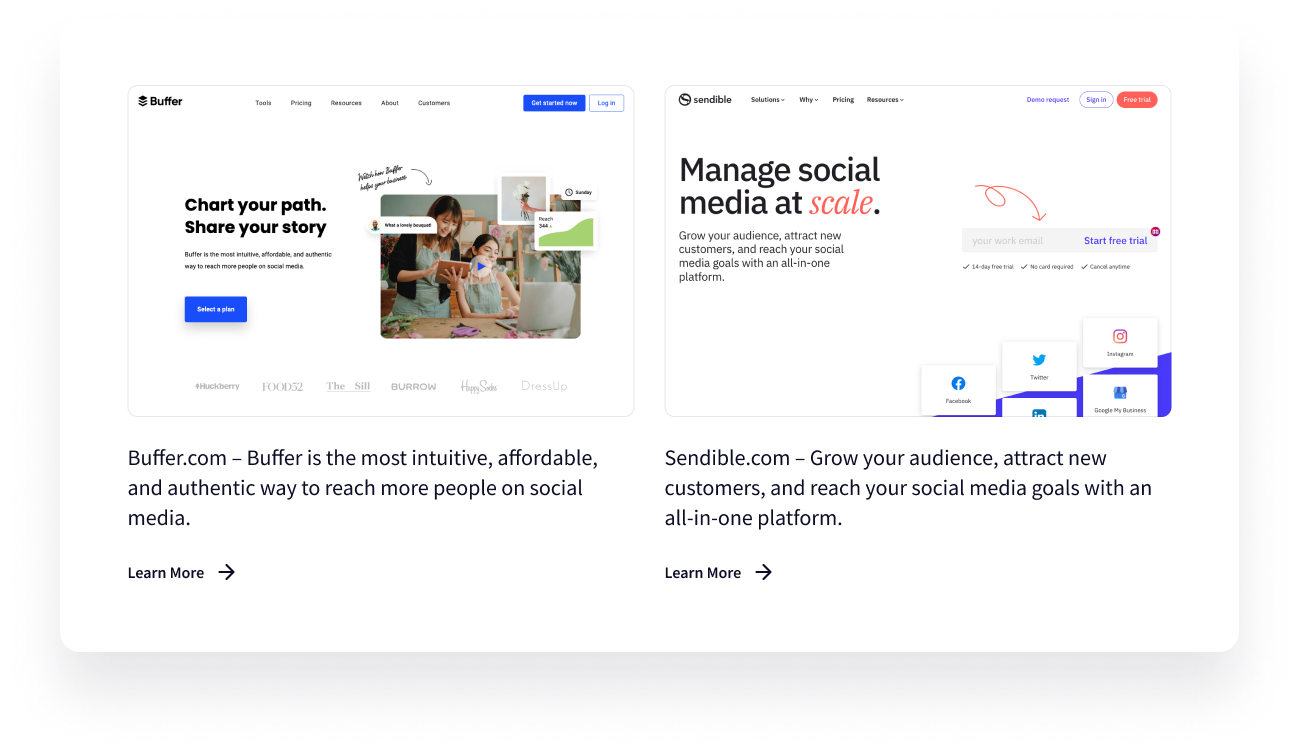 Buffer
Tools Pricing Resources About Customers
Get started now Log in
Watch how Buffer
helps your business
Sunday
Reach
344
What a lovely bouquet!
Chart your path.
Share your story
Buffer is the most intuitive, affordable, and authentic
way to reach more people on social media.
Select a plan
#Huckberry FOOD52 The Sill BURROW Happy Socks DressUp
Buffer.com – Buffer is the most intuitive, affordable,
and authentic way to reach more people on social
media.
Learn More
sendible
Solutions Why Pricing Resources
Demo request Sign in Free trial
Manage social
media at scale.
Grow your audience, attract new
customers, and reach your social
media goals with an all-in-one
platform.
your work email Start free trial
14-day free trial No card required Cancel anytime
Facebook
Twitter
Instagram
in
Google My Business
Sendible.com – Grow your audience, attract new
customers, and reach your social media goals with an
all-in-one platform.
Learn More